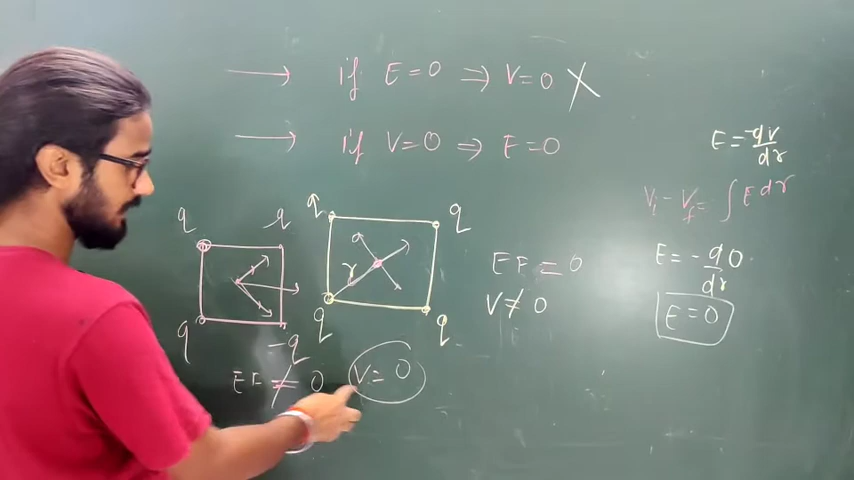 → if E = 0 ⇒ V = 0 ✗
→ if V = 0 ⇒ E = 0
E = -dV/dr
Vi - Vf = ∫ E dr
q -q q q
r
EF = 0
V ≠ 0
E = - d0/dr
E = 0
q -q q q
EF ≠ 0 V = 0